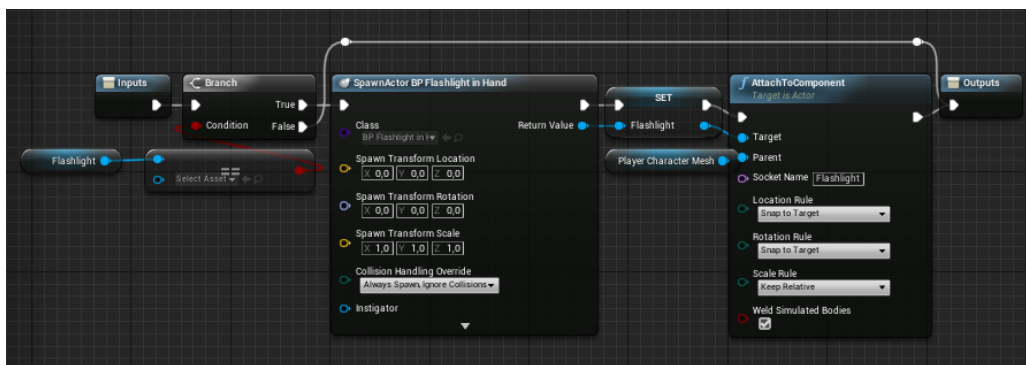 Inputs
Branch
True
Condition
False
Flashlight
==
Select Asset
SpawnActor BP Flashlight in Hand
Class
BP Flashlight in H
Return Value
Spawn Transform Location
X 0,0 Y 0,0 Z 0,0
Spawn Transform Rotation
X 0,0 Y 0,0 Z 0,0
Spawn Transform Scale
X 1,0 Y 1,0 Z 1,0
Collision Handling Override
Always Spawn, Ignore Collisions
Instigator
SET
Flashlight
Player Character Mesh
f AttachToComponent
Target is Actor
Target
Parent
Socket Name Flashlight
Location Rule
Snap to Target
Rotation Rule
Snap to Target
Scale Rule
Keep Relative
Weld Simulated Bodies
Outputs